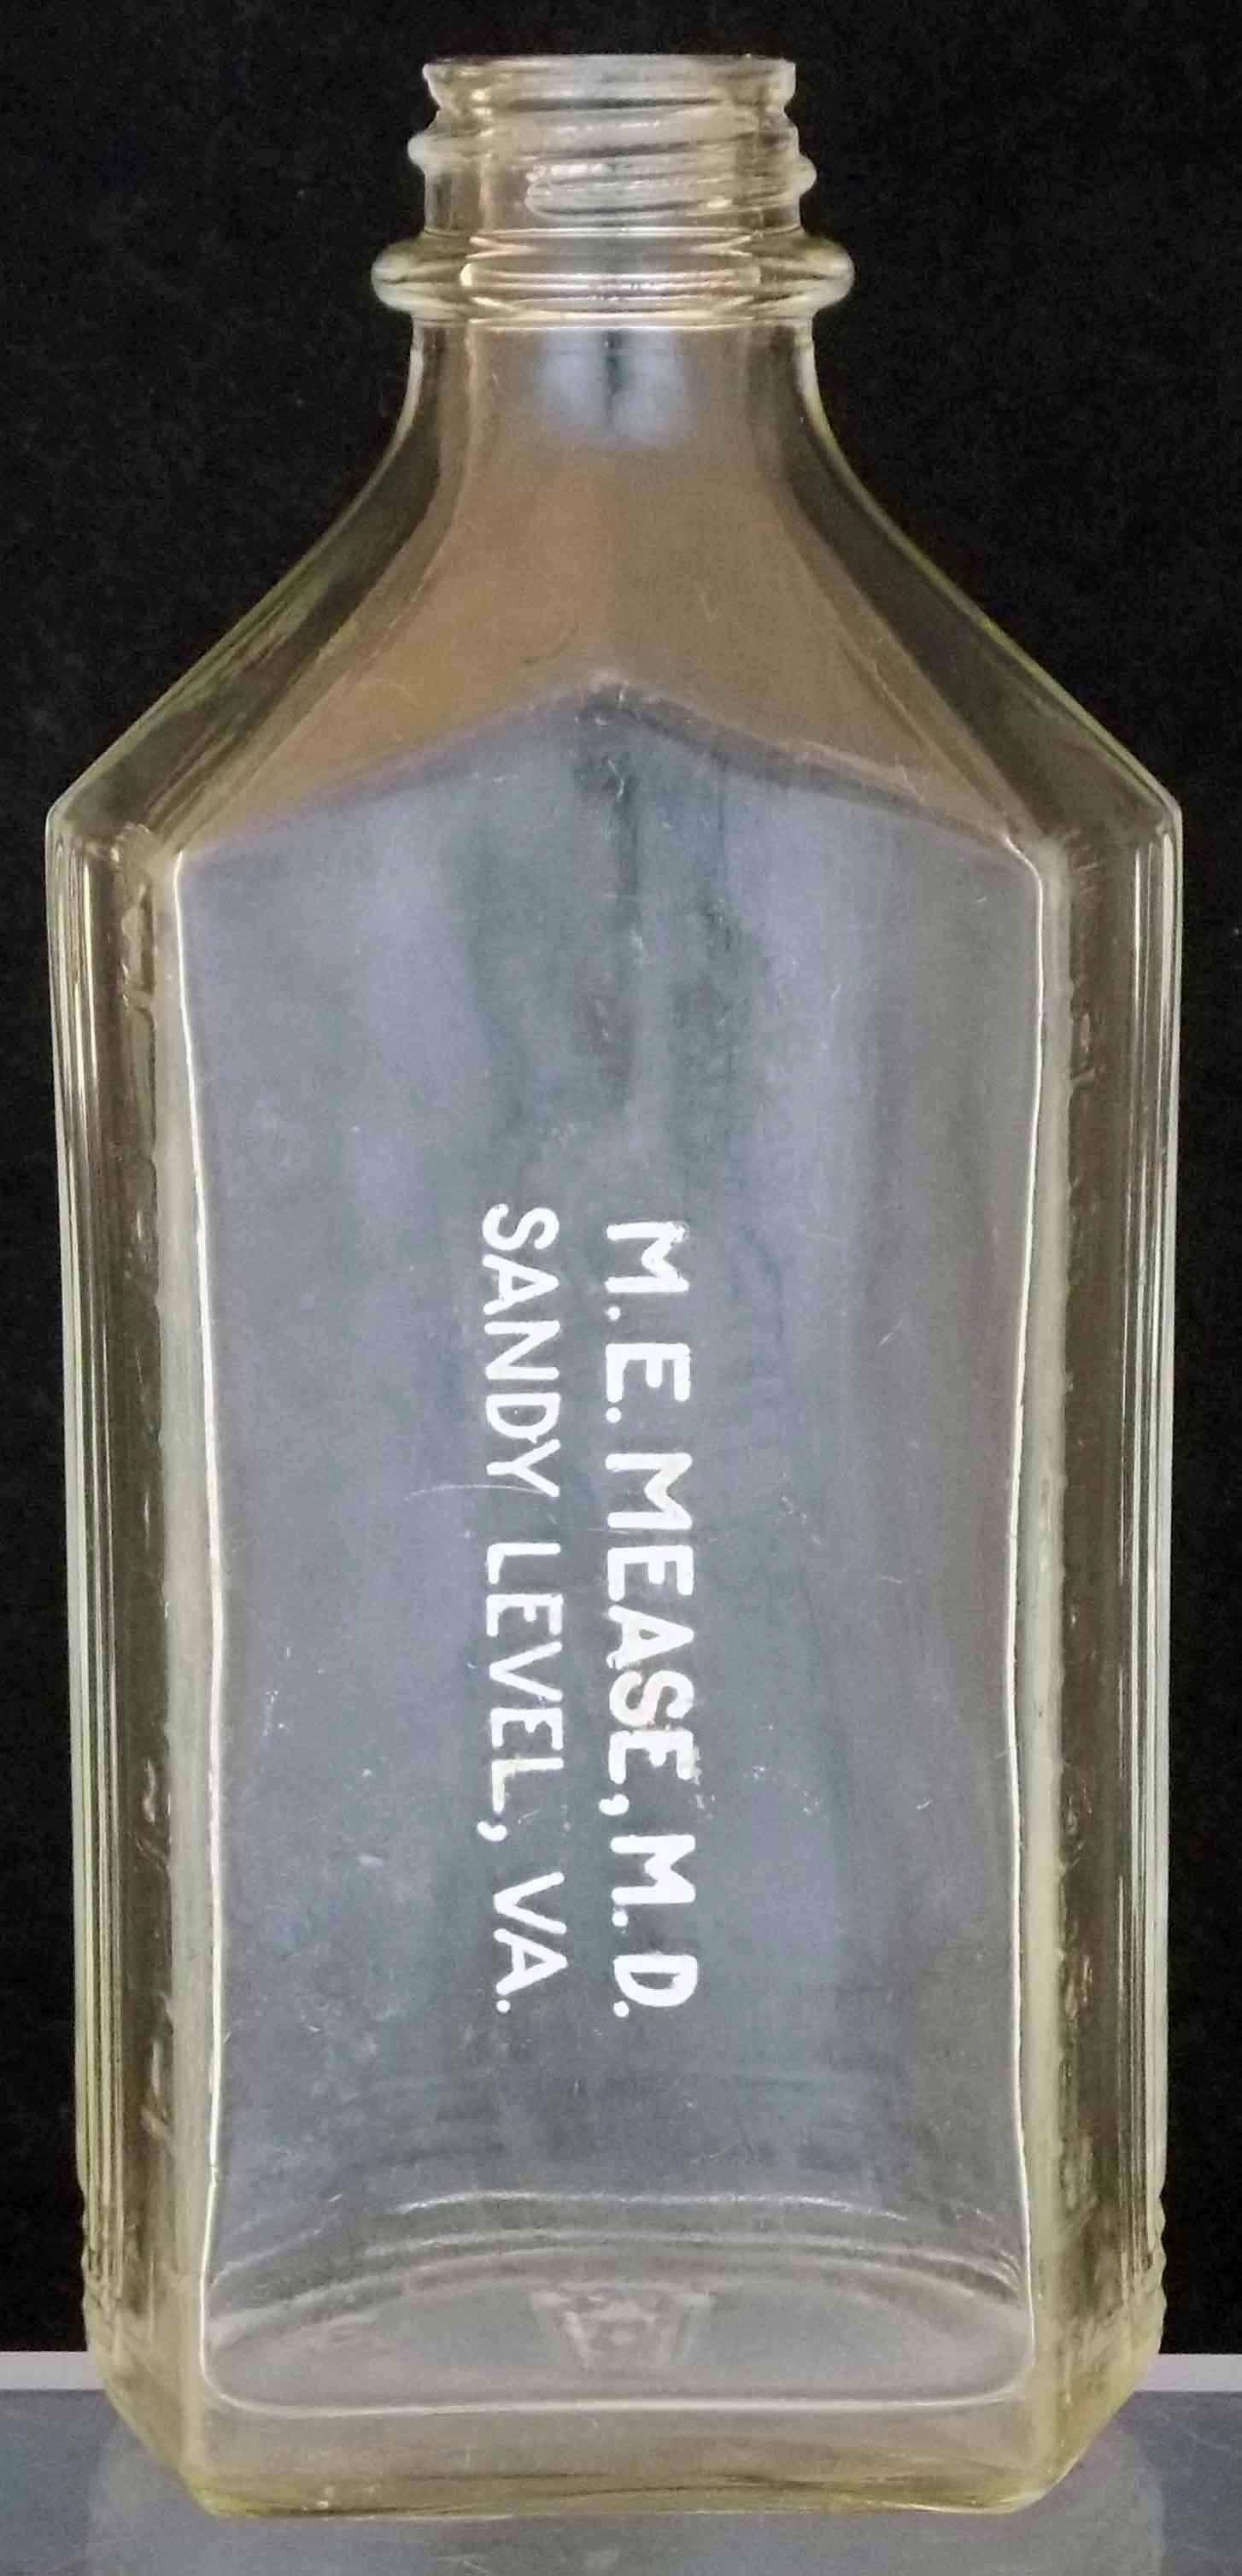 M. E. MEASE, M. D.
SANDY LEVEL, VA.